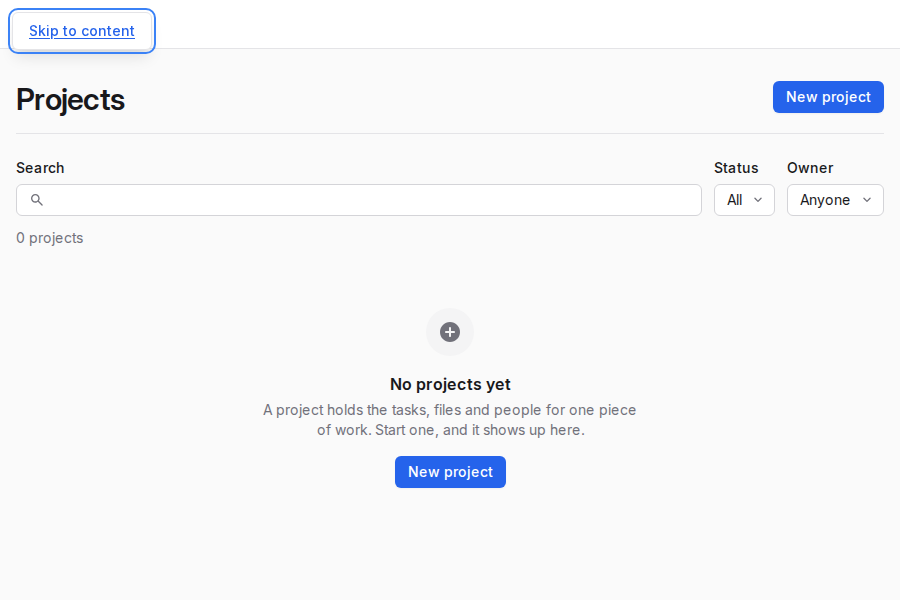 Skip to content
Projects
New project
Search
Status
Owner
All
Anyone
0 projects
No projects yet
A project holds the tasks, files and people for one piece
of work. Start one, and it shows up here.
New project